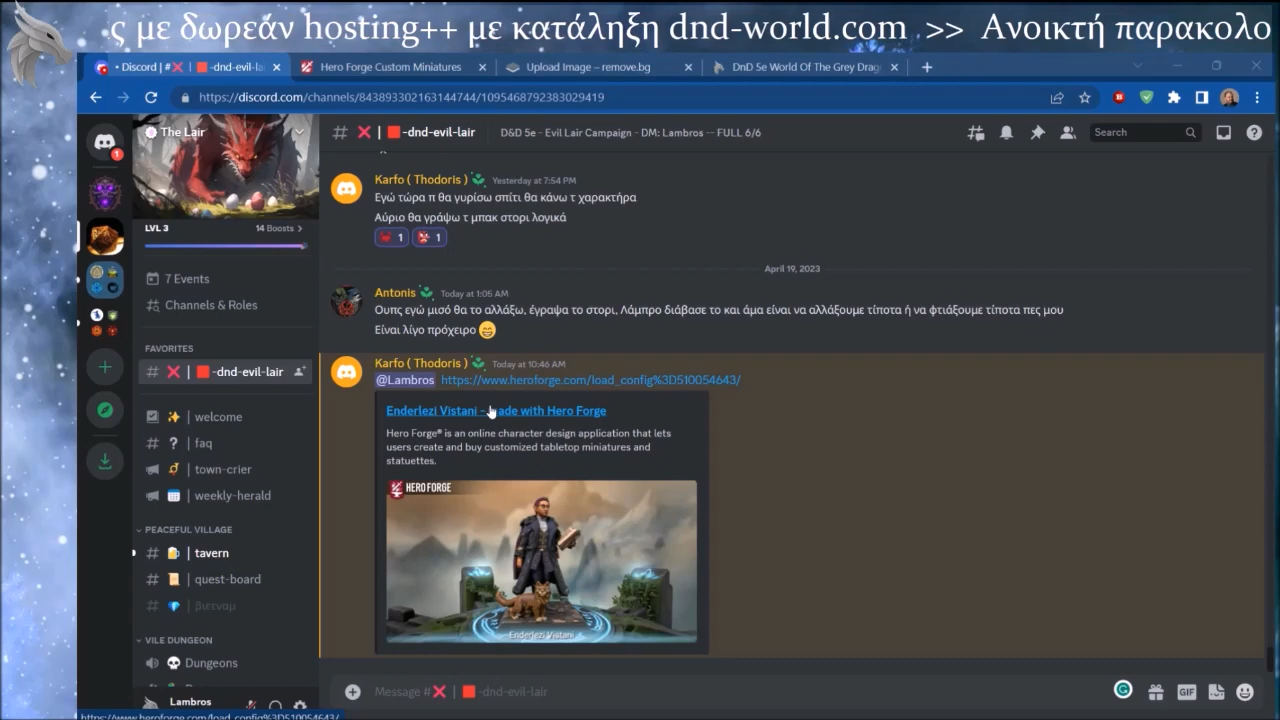 ς με δωρεάν hosting++ με κατάληξη dnd-world.com >> Ανοικτή παρακολο
Discord | # | -dnd-evil-lai
Hero Forge Custom Miniatures
Upload Image – remove.bg
DnD 5e World Of The Grey Drag
https://discord.com/channels/843893302163144744/1095468792383029419
The Lair
# | -dnd-evil-lair
D&D 5e - Evil Lair Campaign - DM: Lambros -- FULL 6/6
Search
1
Karfo ( Thodoris ) Yesterday at 7:54 PM
Εγώ τώρα π θα γυρίσω σπίτι θα κάνω τ χαρακτήρα
Αύριο θα γράψω τ μπακ στορι λογικά
1 1
LVL 3
14 Boosts >
7 Events
Channels & Roles
FAVORITES
# | -dnd-evil-lair
| welcome
# ? | faq
| town-crier
| weekly-herald
PEACEFUL VILLAGE
# | tavern
# | quest-board
# | βιετναμ
VILE DUNGEON
Dungeons
Lambros
April 19, 2023
Antonis Today at 1:05 AM
Ουπς εγώ μισό θα το αλλάξω, έγραψα το στορι, Λάμπρο διάβασε το και άμα είναι να αλλάξουμε τίποτα ή να φτιάξουμε τίποτα πες μου
Είναι λίγο πρόχειρο
Karfo ( Thodoris ) Today at 10:46 AM
@Lambros https://www.heroforge.com/load_config%3D510054643/
Enderlezi Vistani - made with Hero Forge
Hero Forge® is an online character design application that lets
users create and buy customized tabletop miniatures and
statuettes.
HERO FORGE
Enderlezi Vistani
Message # | -dnd-evil-lair
GIF
https://www.heroforge.com/load_config%3D510054643/